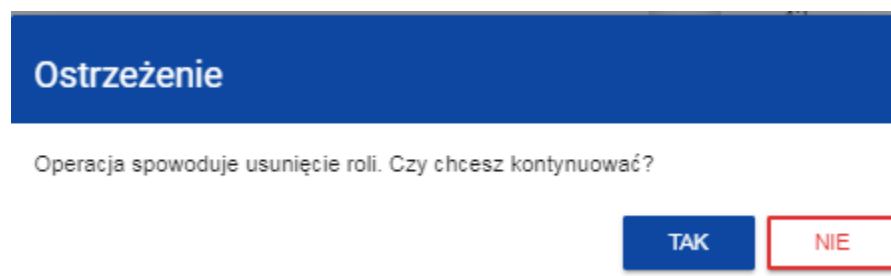 Ostrzeżenie
Operacja spowoduje usunięcie roli. Czy chcesz kontynuować?
TAK NIE